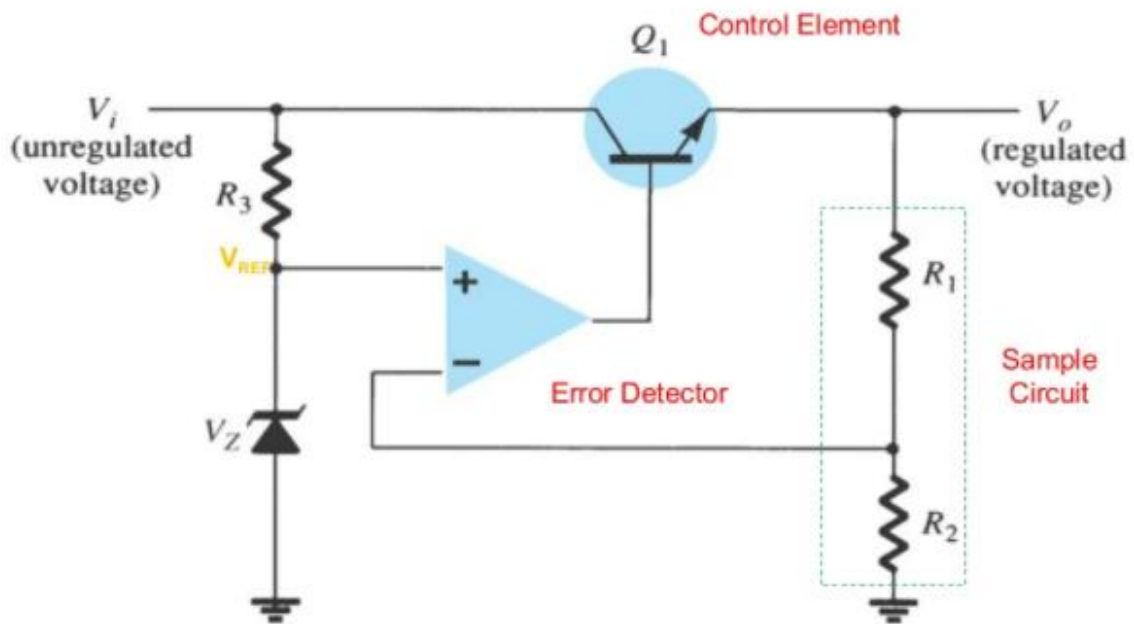 Control Element
Q1
Vi
(unregulated
voltage)
Vo
(regulated
voltage)
R3
VREF
+
−
R1
Error Detector
Sample
Circuit
VZ
R2